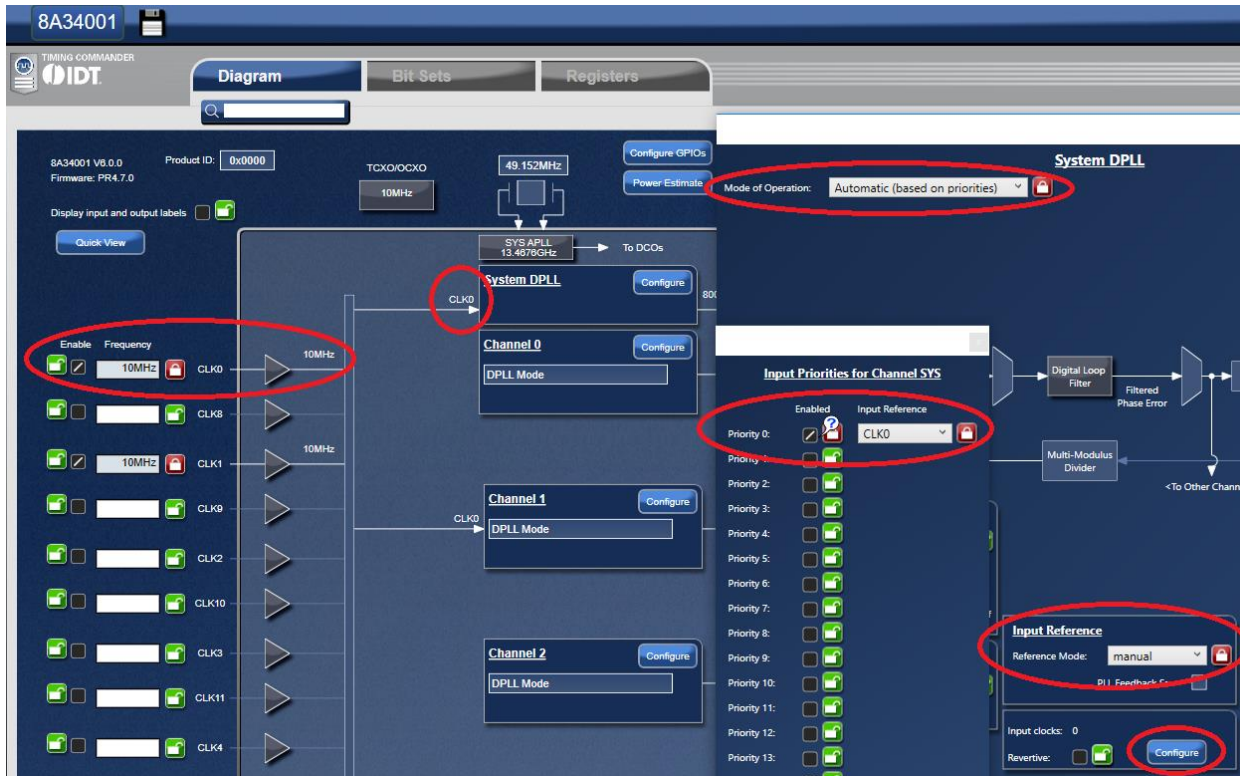 8A34001
TIMING COMMANDER
IDT.
Diagram
Bit Sets
Registers
8A34001 V6.0.0
Product ID: 0x0000
Firmware: PR4.7.0
Display input and output labels
Quick View
TCXO/OCXO
10MHz
49.152MHz
Configure GPIOs
Power Estimate
SYS APLL
13.4676GHz
To DCOs
System DPLL
Configure
CLK0
800
Channel 0
Configure
DPLL Mode
Enable Frequency
10MHz CLK0 10MHz
CLK8
10MHz CLK1 10MHz
CLK9
CLK2
CLK10
CLK3
CLK11
CLK4
Channel 1
Configure
CLK0
DPLL Mode
Channel 2
Configure
DPLL Mode
System DPLL
Mode of Operation: Automatic (based on priorities)
Input Priorities for Channel SYS
Enabled Input Reference
Priority 0: CLK0
Priority 2:
Priority 3:
Priority 4:
Priority 5:
Priority 6:
Priority 7:
Priority 8:
Priority 9:
Priority 10:
Priority 11:
Priority 12:
Priority 13:
Digital Loop
Filter
Filtered
Phase Error
Multi-Modulus
Divider
<To Other Chann
Input Reference
Reference Mode: manual
PLL Feedback
Input clocks: 0
Revertive:
Configure